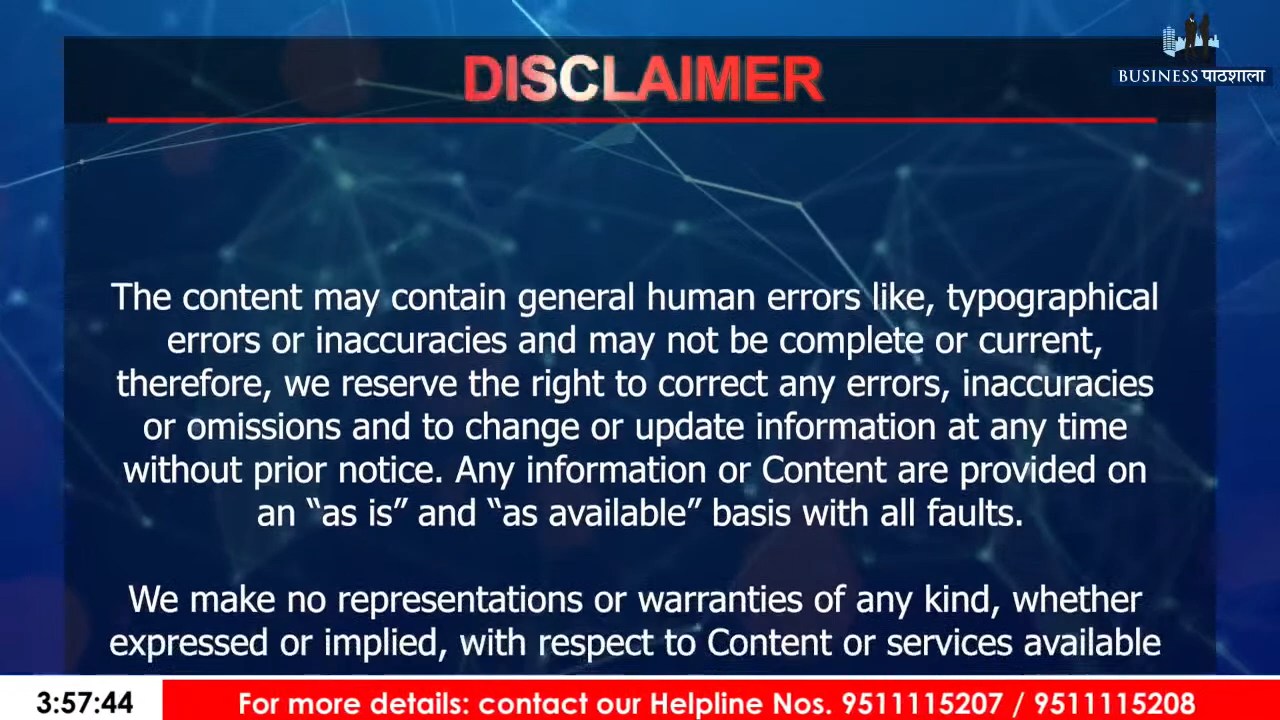 DISCLAIMER
BUSINESS पाठशाला
The content may contain general human errors like, typographical
errors or inaccuracies and may not be complete or current,
therefore, we reserve the right to correct any errors, inaccuracies
or omissions and to change or update information at any time
without prior notice. Any information or Content are provided on
an “as is” and “as available” basis with all faults.
We make no representations or warranties of any kind, whether
expressed or implied, with respect to Content or services available
3:57:44
For more details: contact our Helpline Nos. 9511115207 / 9511115208